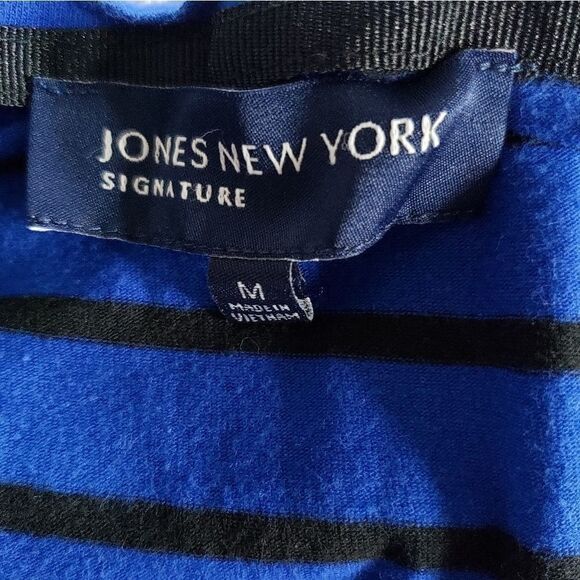 JONES NEW YORK
SIGNATURE
M
MADE IN
VIETNAM